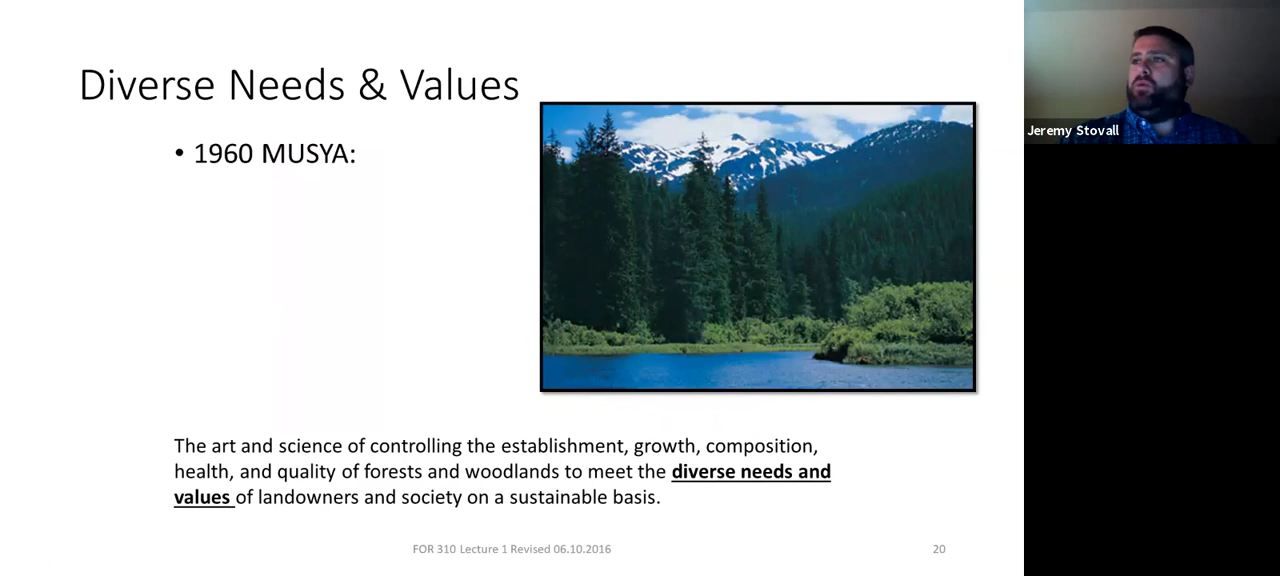 Diverse Needs & Values
• 1960 MUSYA:
The art and science of controlling the establishment, growth, composition,
health, and quality of forests and woodlands to meet the diverse needs and
values of landowners and society on a sustainable basis.
FOR 310 Lecture 1 Revised 06.10.2016
20
Jeremy Stovall